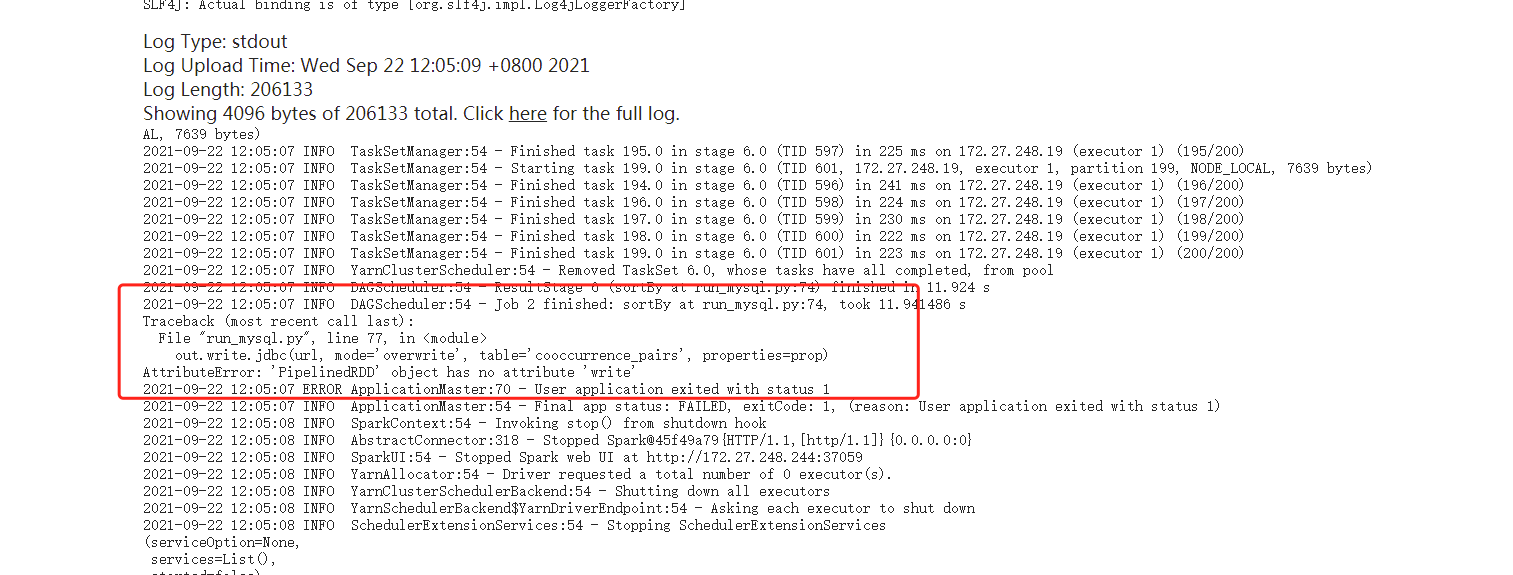 SLF4J: Actual binding is of type [org.slf4j.impl.Log4jLoggerFactory]
Log Type: stdout
Log Upload Time: Wed Sep 22 12:05:09 +0800 2021
Log Length: 206133
Showing 4096 bytes of 206133 total. Click here for the full log.
AL, 7639 bytes)
2021-09-22 12:05:07 INFO  TaskSetManager:54 - Finished task 195.0 in stage 6.0 (TID 597) in 225 ms on 172.27.248.19 (executor 1) (195/200)
2021-09-22 12:05:07 INFO  TaskSetManager:54 - Starting task 199.0 in stage 6.0 (TID 601, 172.27.248.19, executor 1, partition 199, NODE_LOCAL, 7639 bytes)
2021-09-22 12:05:07 INFO  TaskSetManager:54 - Finished task 194.0 in stage 6.0 (TID 596) in 241 ms on 172.27.248.19 (executor 1) (196/200)
2021-09-22 12:05:07 INFO  TaskSetManager:54 - Finished task 196.0 in stage 6.0 (TID 598) in 224 ms on 172.27.248.19 (executor 1) (197/200)
2021-09-22 12:05:07 INFO  TaskSetManager:54 - Finished task 197.0 in stage 6.0 (TID 599) in 230 ms on 172.27.248.19 (executor 1) (198/200)
2021-09-22 12:05:07 INFO  TaskSetManager:54 - Finished task 198.0 in stage 6.0 (TID 600) in 222 ms on 172.27.248.19 (executor 1) (199/200)
2021-09-22 12:05:07 INFO  TaskSetManager:54 - Finished task 199.0 in stage 6.0 (TID 601) in 223 ms on 172.27.248.19 (executor 1) (200/200)
2021-09-22 12:05:07 INFO  YarnClusterScheduler:54 - Removed TaskSet 6.0, whose tasks have all completed, from pool
2021-09-22 12:05:07 INFO  DAGScheduler:54 - ResultStage 6 (sortBy at run_mysql.py:74) finished in 11.924 s
2021-09-22 12:05:07 INFO  DAGScheduler:54 - Job 2 finished: sortBy at run_mysql.py:74, took 11.941486 s
Traceback (most recent call last):
  File "run_mysql.py", line 77, in <module>
    out.write.jdbc(url, mode='overwrite', table='cooccurrence_pairs', properties=prop)
AttributeError: 'PipelinedRDD' object has no attribute 'write'
2021-09-22 12:05:07 ERROR ApplicationMaster:70 - User application exited with status 1
2021-09-22 12:05:07 INFO  ApplicationMaster:54 - Final app status: FAILED, exitCode: 1, (reason: User application exited with status 1)
2021-09-22 12:05:08 INFO  SparkContext:54 - Invoking stop() from shutdown hook
2021-09-22 12:05:08 INFO  AbstractConnector:318 - Stopped Spark@45f49a79{HTTP/1.1,[http/1.1]}{0.0.0.0:0}
2021-09-22 12:05:08 INFO  SparkUI:54 - Stopped Spark web UI at http://172.27.248.244:37059
2021-09-22 12:05:08 INFO  YarnAllocator:54 - Driver requested a total number of 0 executor(s).
2021-09-22 12:05:08 INFO  YarnClusterSchedulerBackend:54 - Shutting down all executors
2021-09-22 12:05:08 INFO  YarnSchedulerBackend$YarnDriverEndpoint:54 - Asking each executor to shut down
2021-09-22 12:05:08 INFO  SchedulerExtensionServices:54 - Stopping SchedulerExtensionServices
(serviceOption=None,
 services=List(),
 started=false)